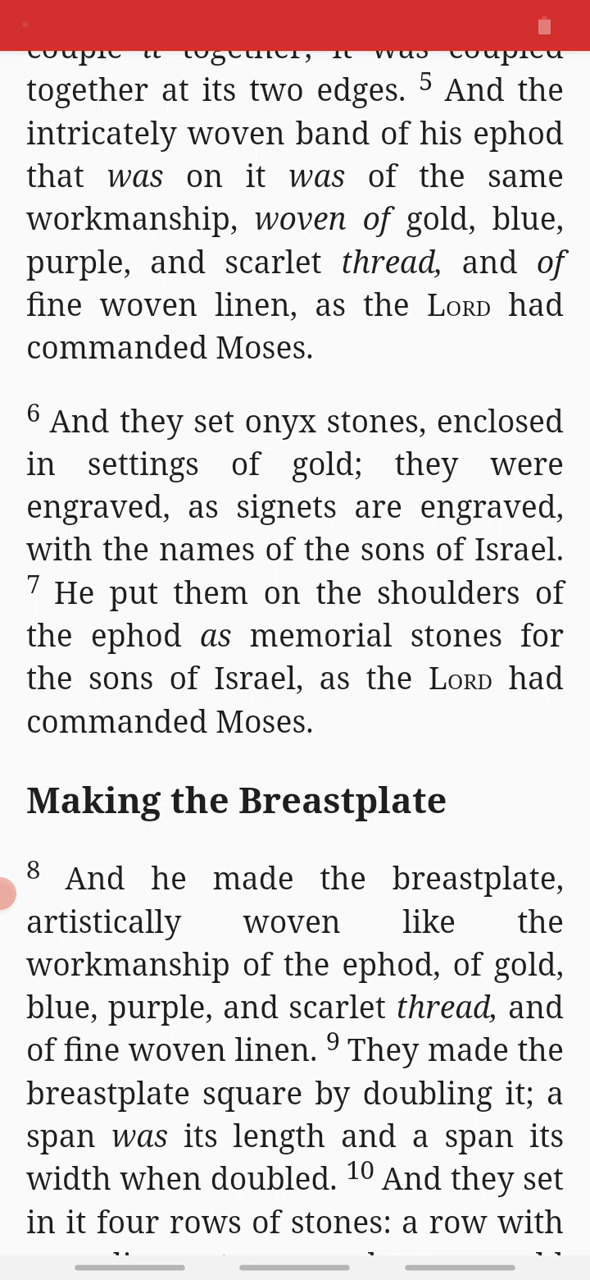 couple it together; it was coupled
together at its two edges. 5 And the
intricately woven band of his ephod
that was on it was of the same
workmanship, woven of gold, blue,
purple, and scarlet thread, and of
fine woven linen, as the LORD had
commanded Moses.
6 And they set onyx stones, enclosed
in settings of gold; they were
engraved, as signets are engraved,
with the names of the sons of Israel.
7 He put them on the shoulders of
the ephod as memorial stones for
the sons of Israel, as the LORD had
commanded Moses.
Making the Breastplate
8 And he made the breastplate,
artistically woven like the
workmanship of the ephod, of gold,
blue, purple, and scarlet thread, and
of fine woven linen. 9 They made the
breastplate square by doubling it; a
span was its length and a span its
width when doubled. 10 And they set
in it four rows of stones: a row with